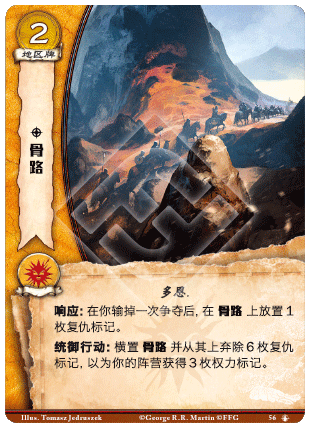 2
地区牌
骨路
多恩.
响应: 在你输掉一次争夺后, 在 骨路 上放置 1
枚复仇标记。
统御行动: 横置 骨路 并从其上弃除 6 枚复仇
标记, 以为你的阵营获得 3 枚权力标记。
Illus. Tomasz Jedruszek ©George R.R. Martin ©FFG 56